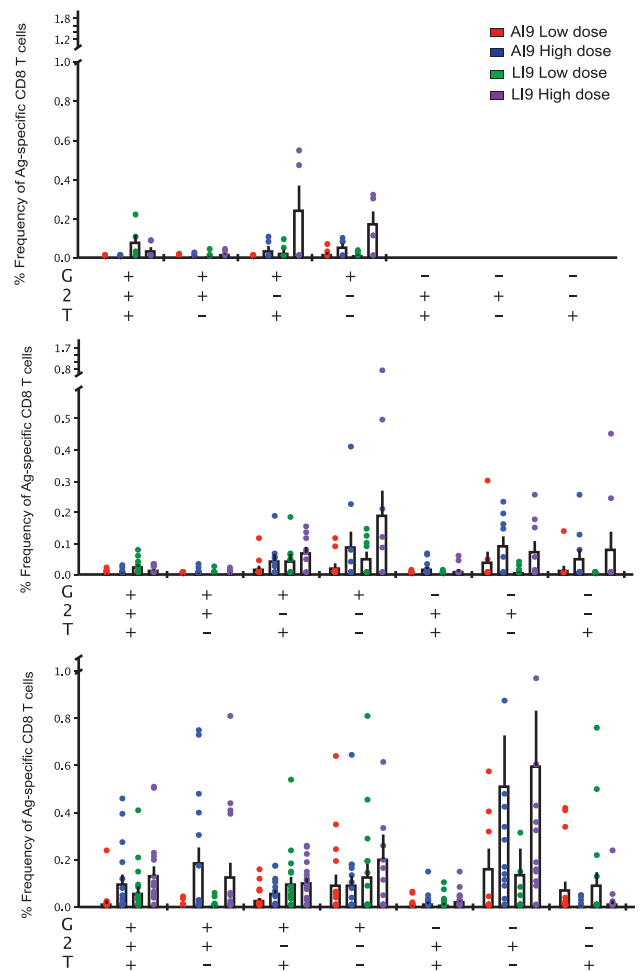 AI9 Low dose
AI9 High dose
LI9 Low dose
LI9 High dose
% Frequency of Ag-specific CD8 T cells
1.8
1.2
1.0
0.8
0.6
0.4
0.2
0.0
G + + + + − − −
2 + + − − + + −
T + − + − + − +
% Frequency of Ag-specific CD8 T cells
1.7
0.8
0.5
0.4
0.3
0.2
0.1
0.0
G + + + + − − −
2 + + − − + + −
T + − + − + − +
% Frequency of Ag-specific CD8 T cells
1.0
0.8
0.6
0.4
0.2
0.0
G + + + + − − −
2 + + − − + + −
T + − + − + − +